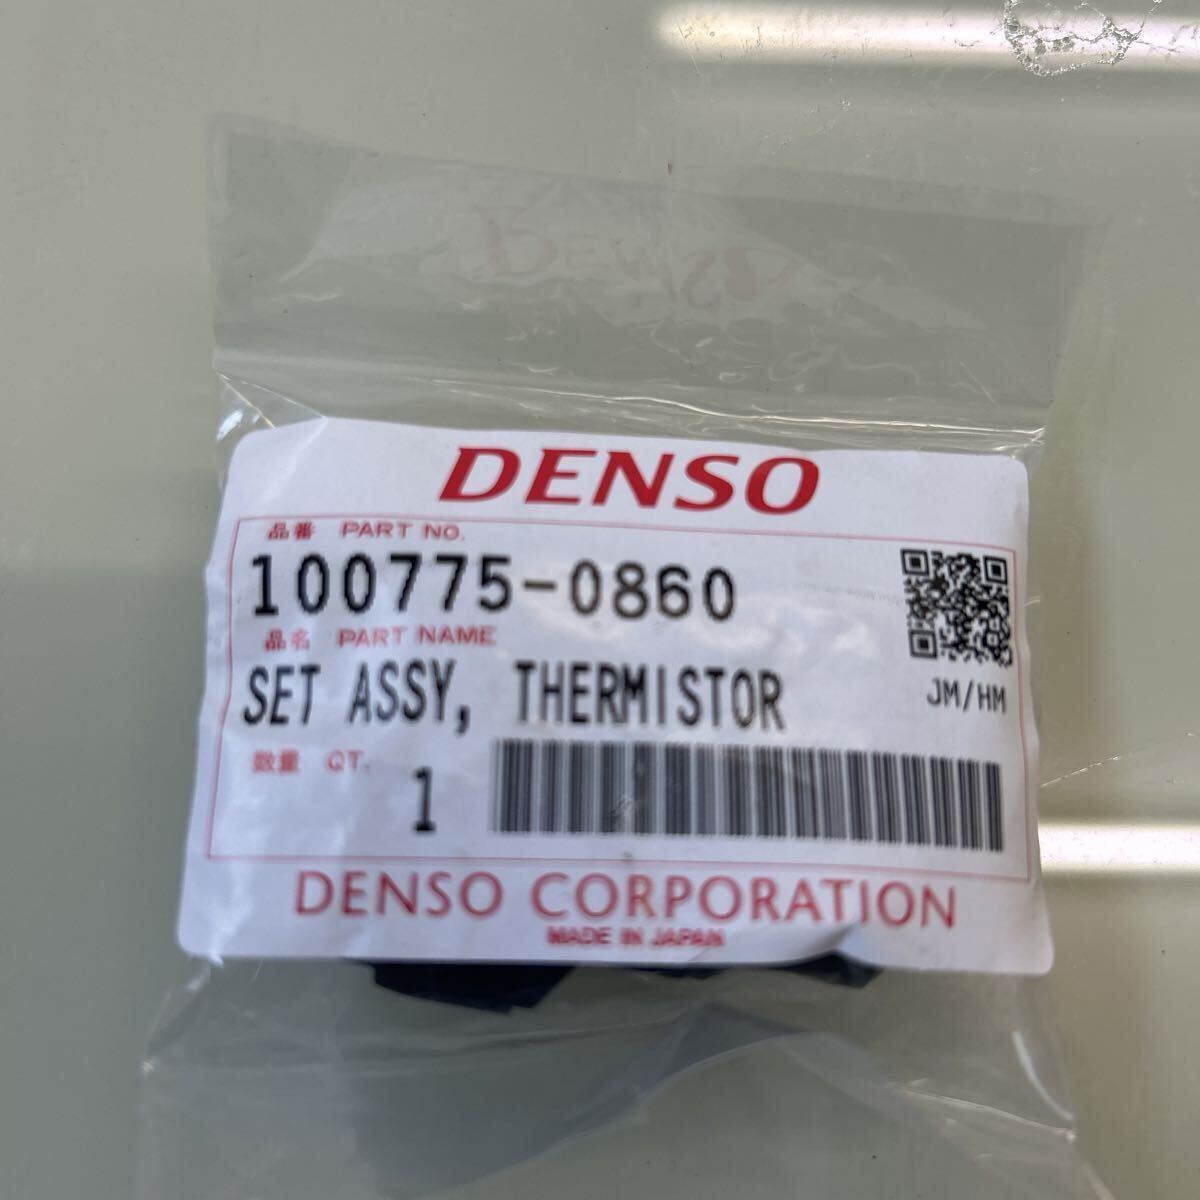 DENSO
DENSO
品番 PART NO.
100775-0860
品名 PART NAME
SET ASSY, THERMISTOR
JM/HM
数量 QT.
1
DENSO CORPORATION
MADE IN JAPAN